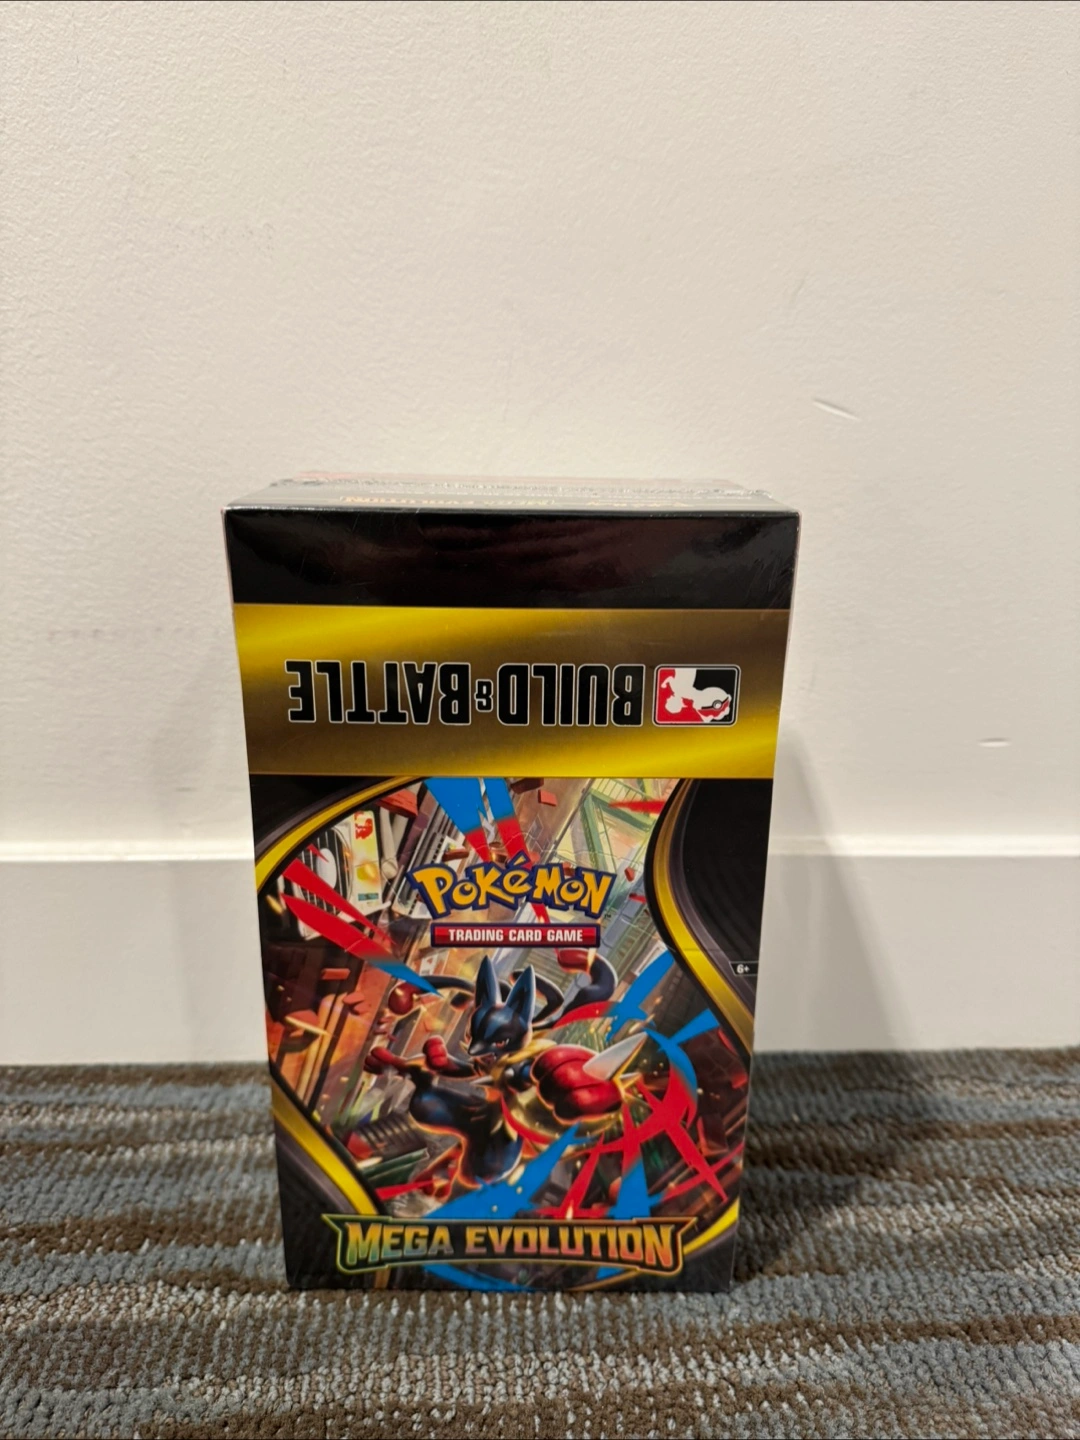 BUILD & BATTLE
POKÉMON
TRADING CARD GAME
6+
MEGA EVOLUTION